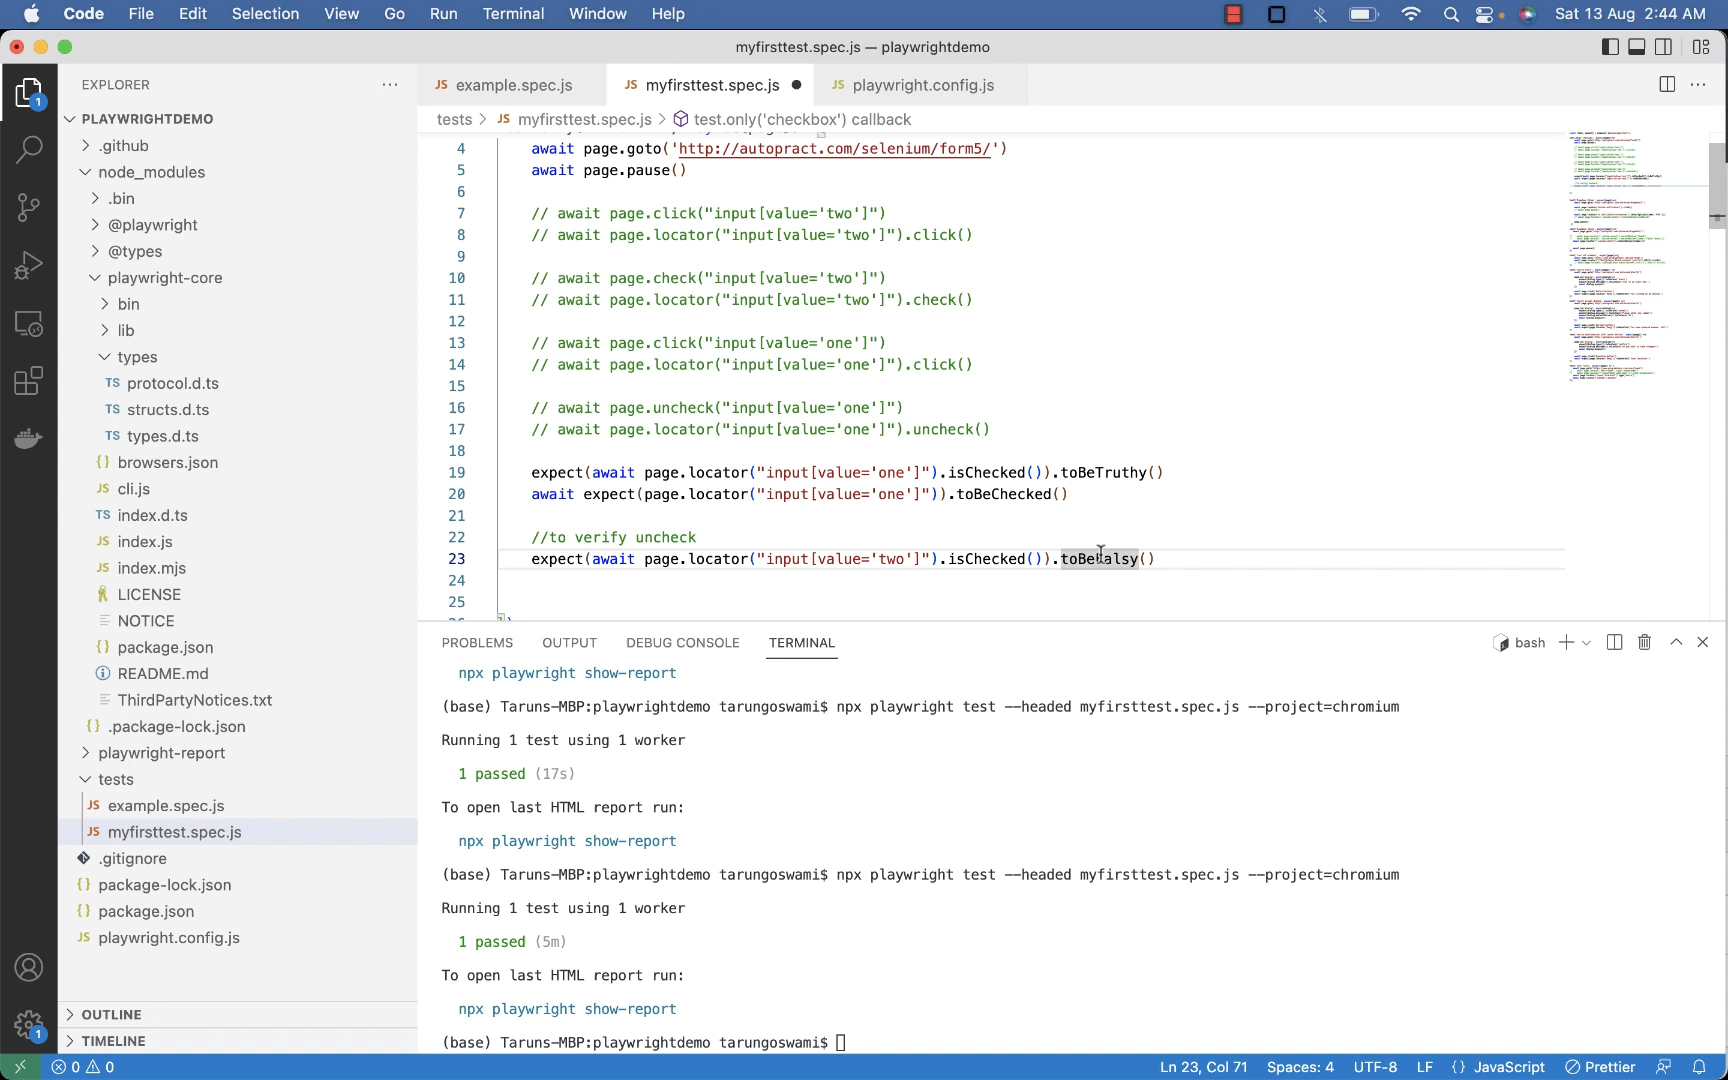 Code File Edit Selection View Go Run Terminal Window Help Sat 13 Aug 2:44 AM
myfirsttest.spec.js — playwrightdemo
EXPLORER
JS example.spec.js JS myfirsttest.spec.js JS playwright.config.js
tests > JS myfirsttest.spec.js > test.only('checkbox') callback
PLAYWRIGHTDEMO
.github
node_modules
.bin
@playwright
@types
playwright-core
bin
lib
types
TS protocol.d.ts
TS structs.d.ts
TS types.d.ts
{} browsers.json
JS cli.js
TS index.d.ts
JS index.js
JS index.mjs
LICENSE
NOTICE
{} package.json
README.md
ThirdPartyNotices.txt
{} .package-lock.json
playwright-report
tests
JS example.spec.js
JS myfirsttest.spec.js
.gitignore
{} package-lock.json
{} package.json
JS playwright.config.js
OUTLINE
TIMELINE
1
1
4 await page.goto('http://autopract.com/selenium/form5/')
5 await page.pause()
6
7 // await page.click("input[value='two']")
8 // await page.locator("input[value='two']").click()
9
10 // await page.check("input[value='two']")
11 // await page.locator("input[value='two']").check()
12
13 // await page.click("input[value='one']")
14 // await page.locator("input[value='one']").click()
15
16 // await page.uncheck("input[value='one']")
17 // await page.locator("input[value='one']").uncheck()
18
19 expect(await page.locator("input[value='one']").isChecked()).toBeTruthy()
20 await expect(page.locator("input[value='one']")).toBeChecked()
21
22 //to verify uncheck
23 expect(await page.locator("input[value='two']").isChecked()).toBeFalsy()
24
25
PROBLEMS OUTPUT DEBUG CONSOLE TERMINAL bash
npx playwright show-report
(base) Taruns-MBP:playwrightdemo tarungoswami$ npx playwright test --headed myfirsttest.spec.js --project=chromium
Running 1 test using 1 worker
1 passed (17s)
To open last HTML report run:
npx playwright show-report
(base) Taruns-MBP:playwrightdemo tarungoswami$ npx playwright test --headed myfirsttest.spec.js --project=chromium
Running 1 test using 1 worker
1 passed (5m)
To open last HTML report run:
npx playwright show-report
(base) Taruns-MBP:playwrightdemo tarungoswami$
0 0 Ln 23, Col 71 Spaces: 4 UTF-8 LF {} JavaScript Prettier